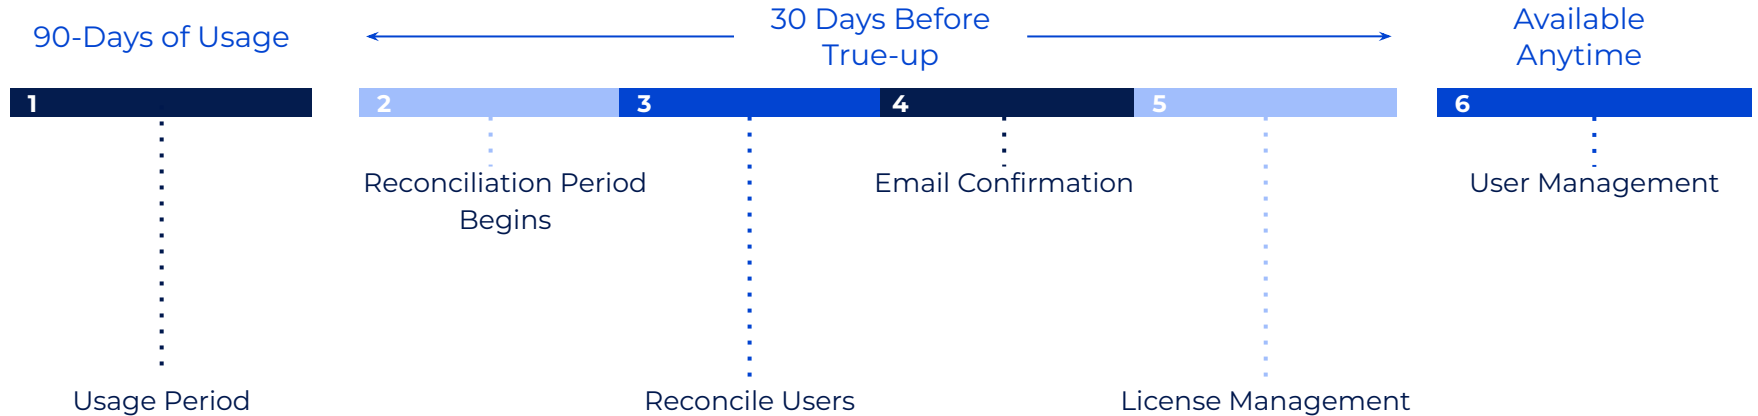 90-Days of Usage
30 Days Before
True-up
Available
Anytime
1
2
3
4
5
6
Reconciliation Period
Begins
Email Confirmation
User Management
Usage Period
Reconcile Users
License Management